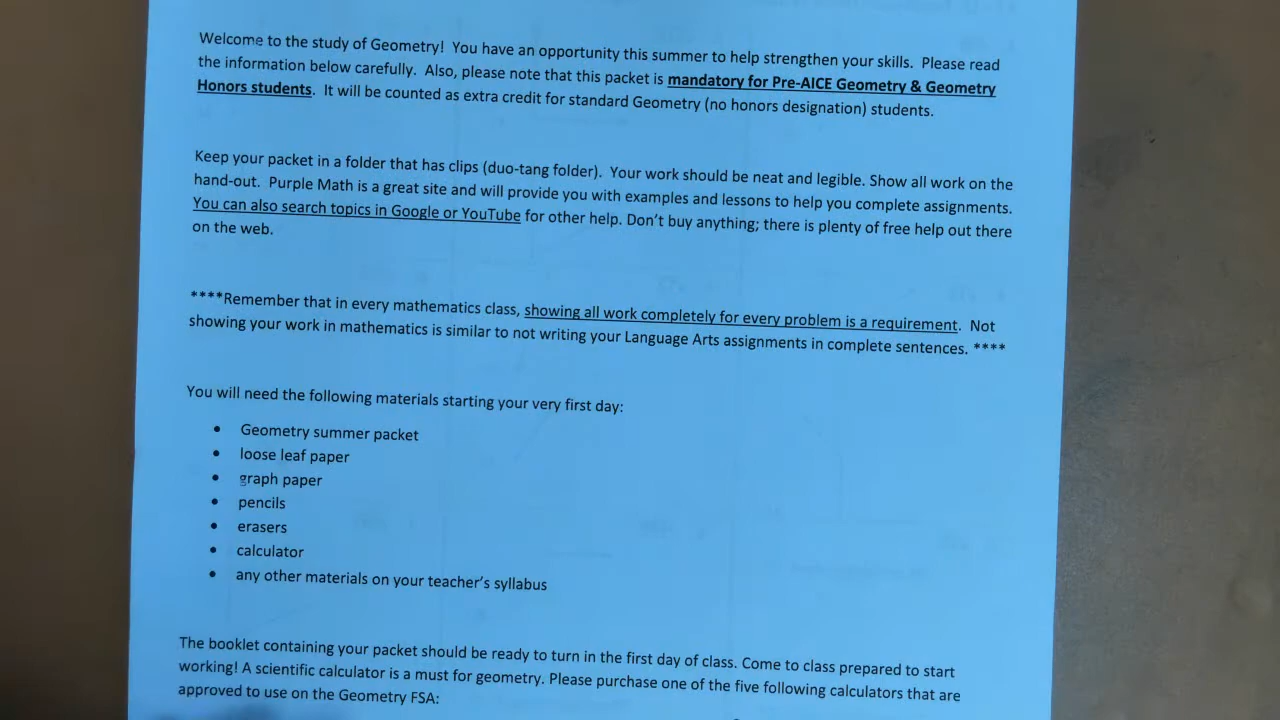 Welcome to the study of Geometry! You have an opportunity this summer to help strengthen your skills. Please read
the information below carefully. Also, please note that this packet is mandatory for Pre-AICE Geometry & Geometry
Honors students. It will be counted as extra credit for standard Geometry (no honors designation) students.
Keep your packet in a folder that has clips (duo-tang folder). Your work should be neat and legible. Show all work on the
hand-out. Purple Math is a great site and will provide you with examples and lessons to help you complete assignments.
You can also search topics in Google or YouTube for other help. Don't buy anything; there is plenty of free help out there
on the web.
****Remember that in every mathematics class, showing all work completely for every problem is a requirement. Not
showing your work in mathematics is similar to not writing your Language Arts assignments in complete sentences. ****
You will need the following materials starting your very first day:
• Geometry summer packet
• loose leaf paper
• graph paper
• pencils
• erasers
• calculator
• any other materials on your teacher's syllabus
The booklet containing your packet should be ready to turn in the first day of class. Come to class prepared to start
working! A scientific calculator is a must for geometry. Please purchase one of the five following calculators that are
approved to use on the Geometry FSA: